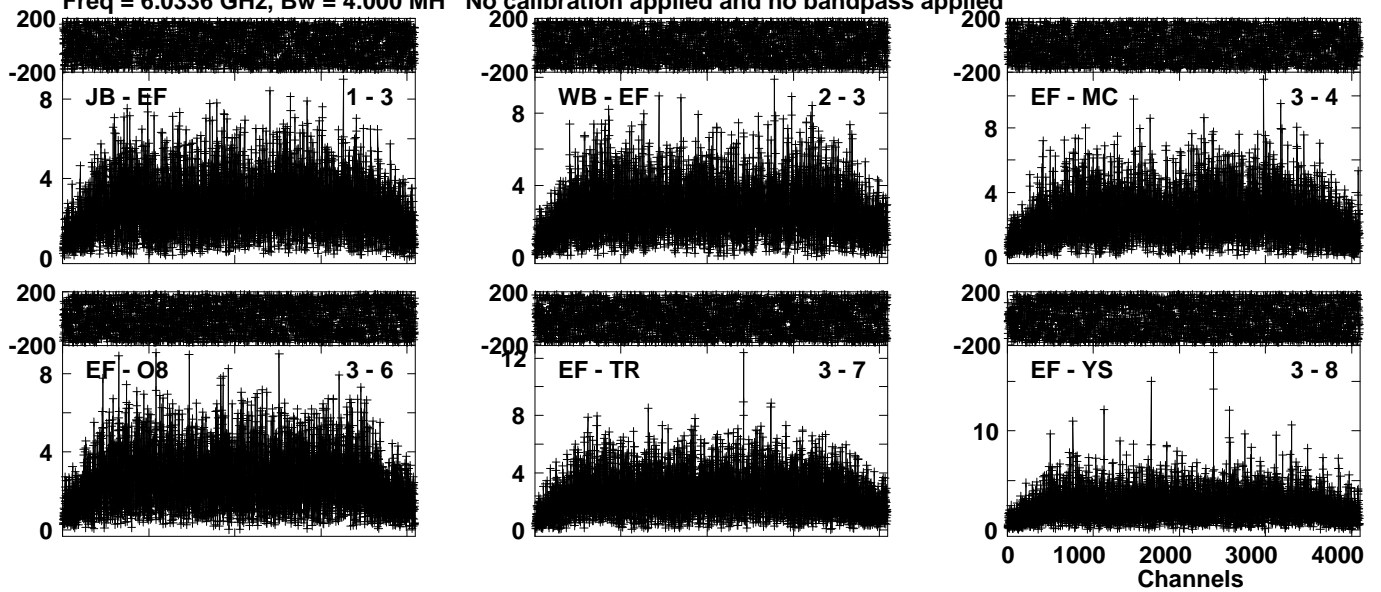 Freq = 6.0336 GHz, Bw = 4.000 MH No calibration applied and no bandpass applied
200 200 200
-200 -200 -200
JB - EF 1 - 3 WB - EF 2 - 3 EF - MC 3 - 4
8 8 8
4 4 4
0 0 0
200 200 200
-200 -200 -200
EF - O8 3 - 6 EF - TR 3 - 7 EF - YS 3 - 8
8 12 10
4 8 0
0 4
0
0 1000 2000 3000 4000
Channels